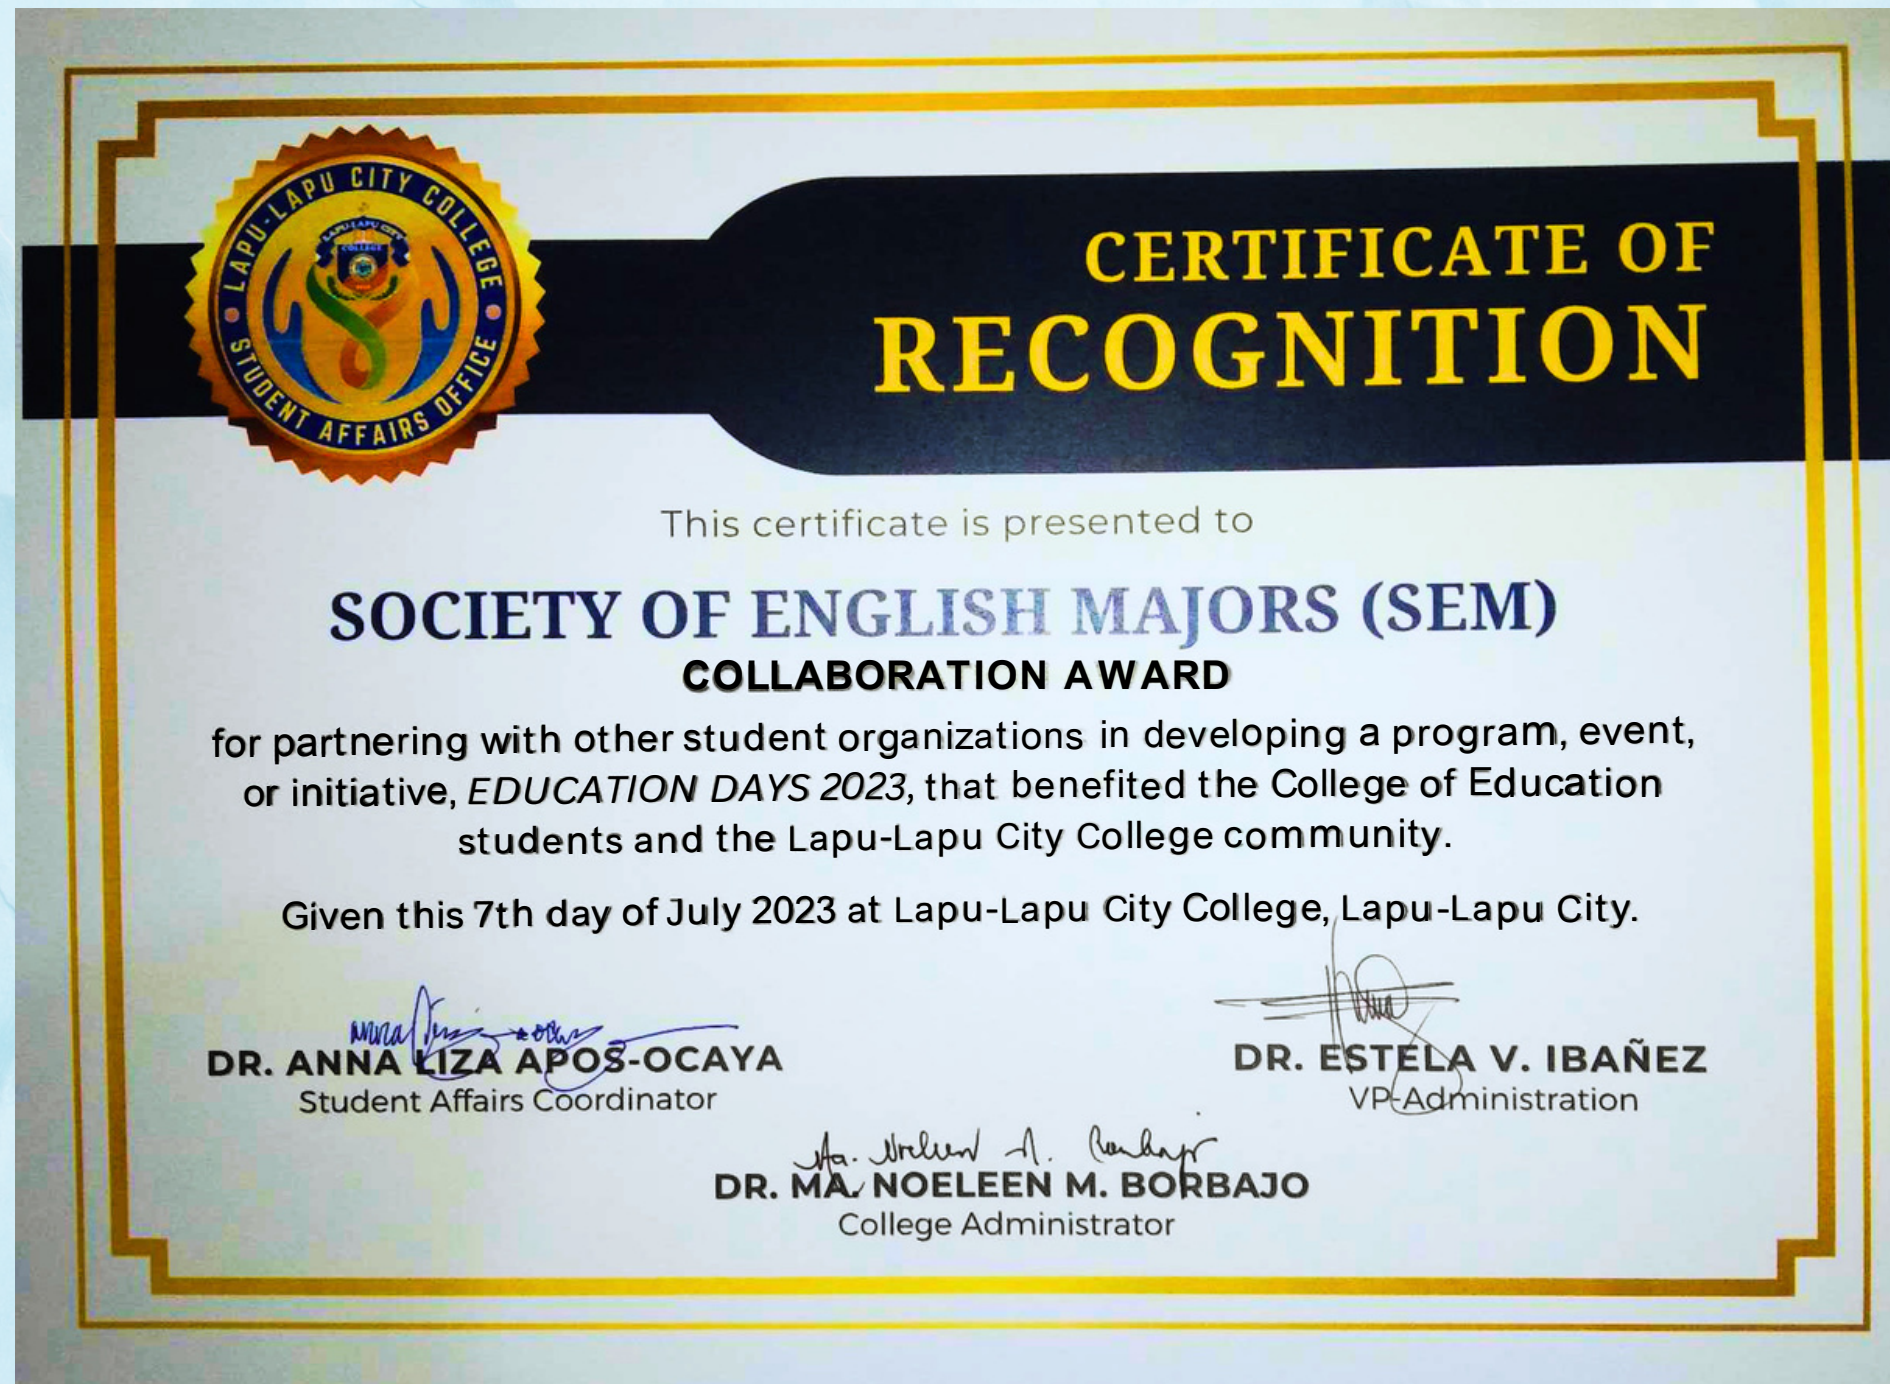 LAPU-LAPU CITY COLLEGE
STUDENT AFFAIRS OFFICE
LAPU-LAPU CITY
COLLEGE
CERTIFICATE OF
RECOGNITION
This certificate is presented to
SOCIETY OF ENGLISH MAJORS (SEM)
COLLABORATION AWARD
for partnering with other student organizations in developing a program, event,
or initiative, EDUCATION DAYS 2023, that benefited the College of Education
students and the Lapu-Lapu City College community.
Given this 7th day of July 2023 at Lapu-Lapu City College, Lapu-Lapu City.
DR. ANNA LIZA APOS-OCAYA
Student Affairs Coordinator
DR. ESTELA V. IBAÑEZ
VP-Administration
DR. MA. NOELEEN M. BORBAJO
College Administrator